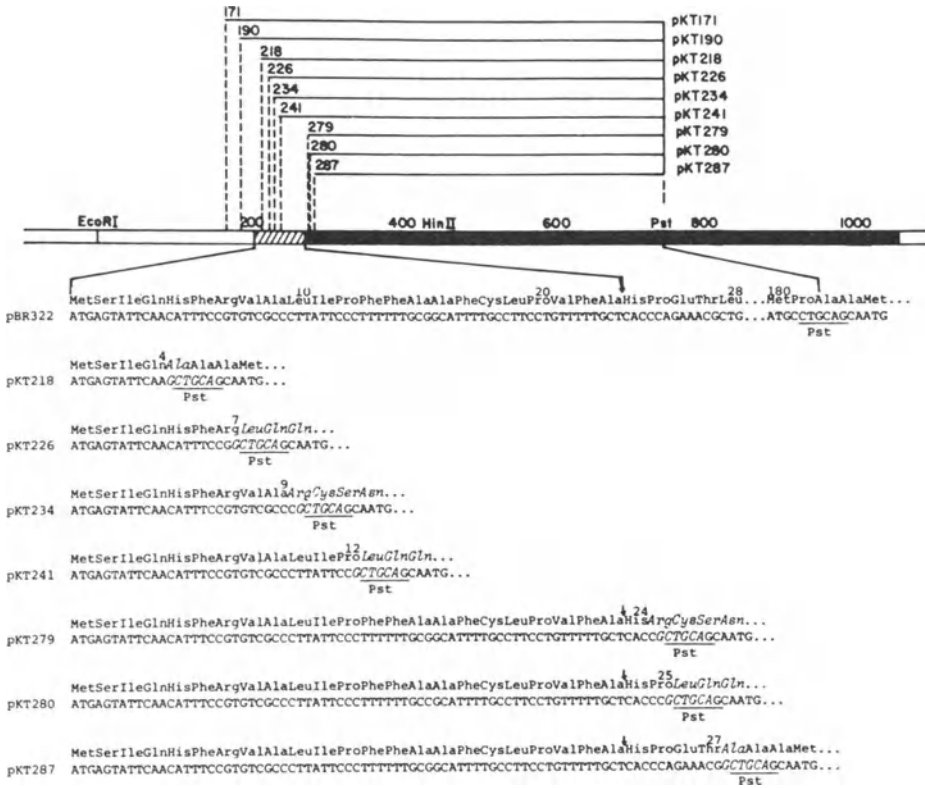 171 pKT171
190 pKT190
218 pKT218
226 pKT226
234 pKT234
241 pKT241
279 pKT279
280 pKT280
287 pKT287
EcoRI 200 400 HinII 600 Pst 800 1000
10 20 28 180
MetSerIleGlnHisPheArgValAlaLeuIleProPhePheAlaAlaPheCysLeuProValPheAlaHisProGluThrLeu...MetProAlaAlaMet...
pBR322 ATGAGTATTCAACATTTCCGTGTCGCCCTTATTCCCTTTTTTGCGGCATTTTGCCTTCCTGTTTTTGCTCACCCAGAAACGCTG...ATGCCTGCAGCAATG
Pst
4
MetSerIleGlnAlaAlaAlaMet...
pKT218 ATGAGTATTCAAGCTGCAGCAATG...
Pst
7
MetSerIleGlnHisPheArgLeuGlnGln...
pKT226 ATGAGTATTCAACATTTCCGGCTGCAGCAATG...
Pst
9
MetSerIleGlnHisPheArgValAlaArgCysSerAsn...
pKT234 ATGAGTATTCAACATTTCCGTGTCGCCCGCTGCAGCAATG...
Pst
12
MetSerIleGlnHisPheArgValAlaLeuIleProLeuGlnGln...
pKT241 ATGAGTATTCAACATTTCCGTGTCGCCCTTATTCCGCTGCAGCAATG...
Pst
24
MetSerIleGlnHisPheArgValAlaLeuIleProPhePheAlaAlaPheCysLeuProValPheAlaHisArgCysSerAsn...
pKT279 ATGAGTATTCAACATTTCCGTGTCGCCCTTATTCCCTTTTTTGCGGCATTTTGCCTTCCTGTTTTTGCTCACCGCTGCAGCAATG...
Pst
25
MetSerIleGlnHisPheArgValAlaLeuIleProPhePheAlaAlaPheCysLeuProValPheAlaHisProLeuGlnGln...
pKT280 ATGAGTATTCAACATTTCCGTGTCGCCCTTATTCCCTTTTTTGCCGCATTTTGCCTTCCTGTTTTTGCTCACCCGCTGCAGCAATG...
Pst
27
MetSerIleGlnHisPheArgValAlaLeuIleProPhePheAlaAlaPheCysLeuProValPheAlaHisProGluThrAlaAlaAlaMet...
pKT287 ATGAGTATTCAACATTTCCGTGTCGCCCTTATTCCCTTTTTTGCGGCATTTTGCCTTCCTGTTTTTGCTCACCCAGAAACGGCTGCAGCAATG...
Pst